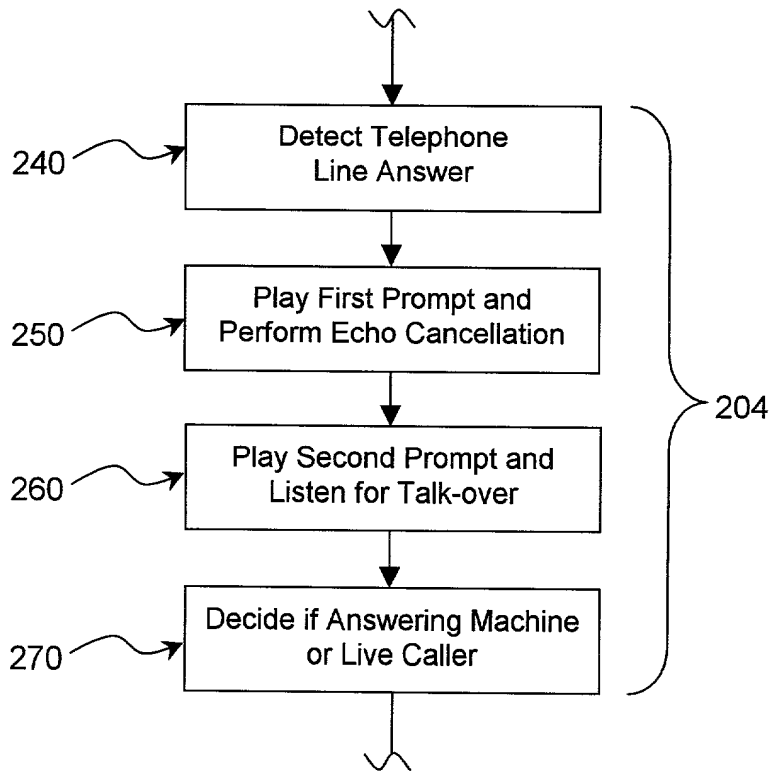 240
Detect Telephone
Line Answer
250
Play First Prompt and
Perform Echo Cancellation
204
260
Play Second Prompt and
Listen for Talk-over
270
Decide if Answering Machine
or Live Caller